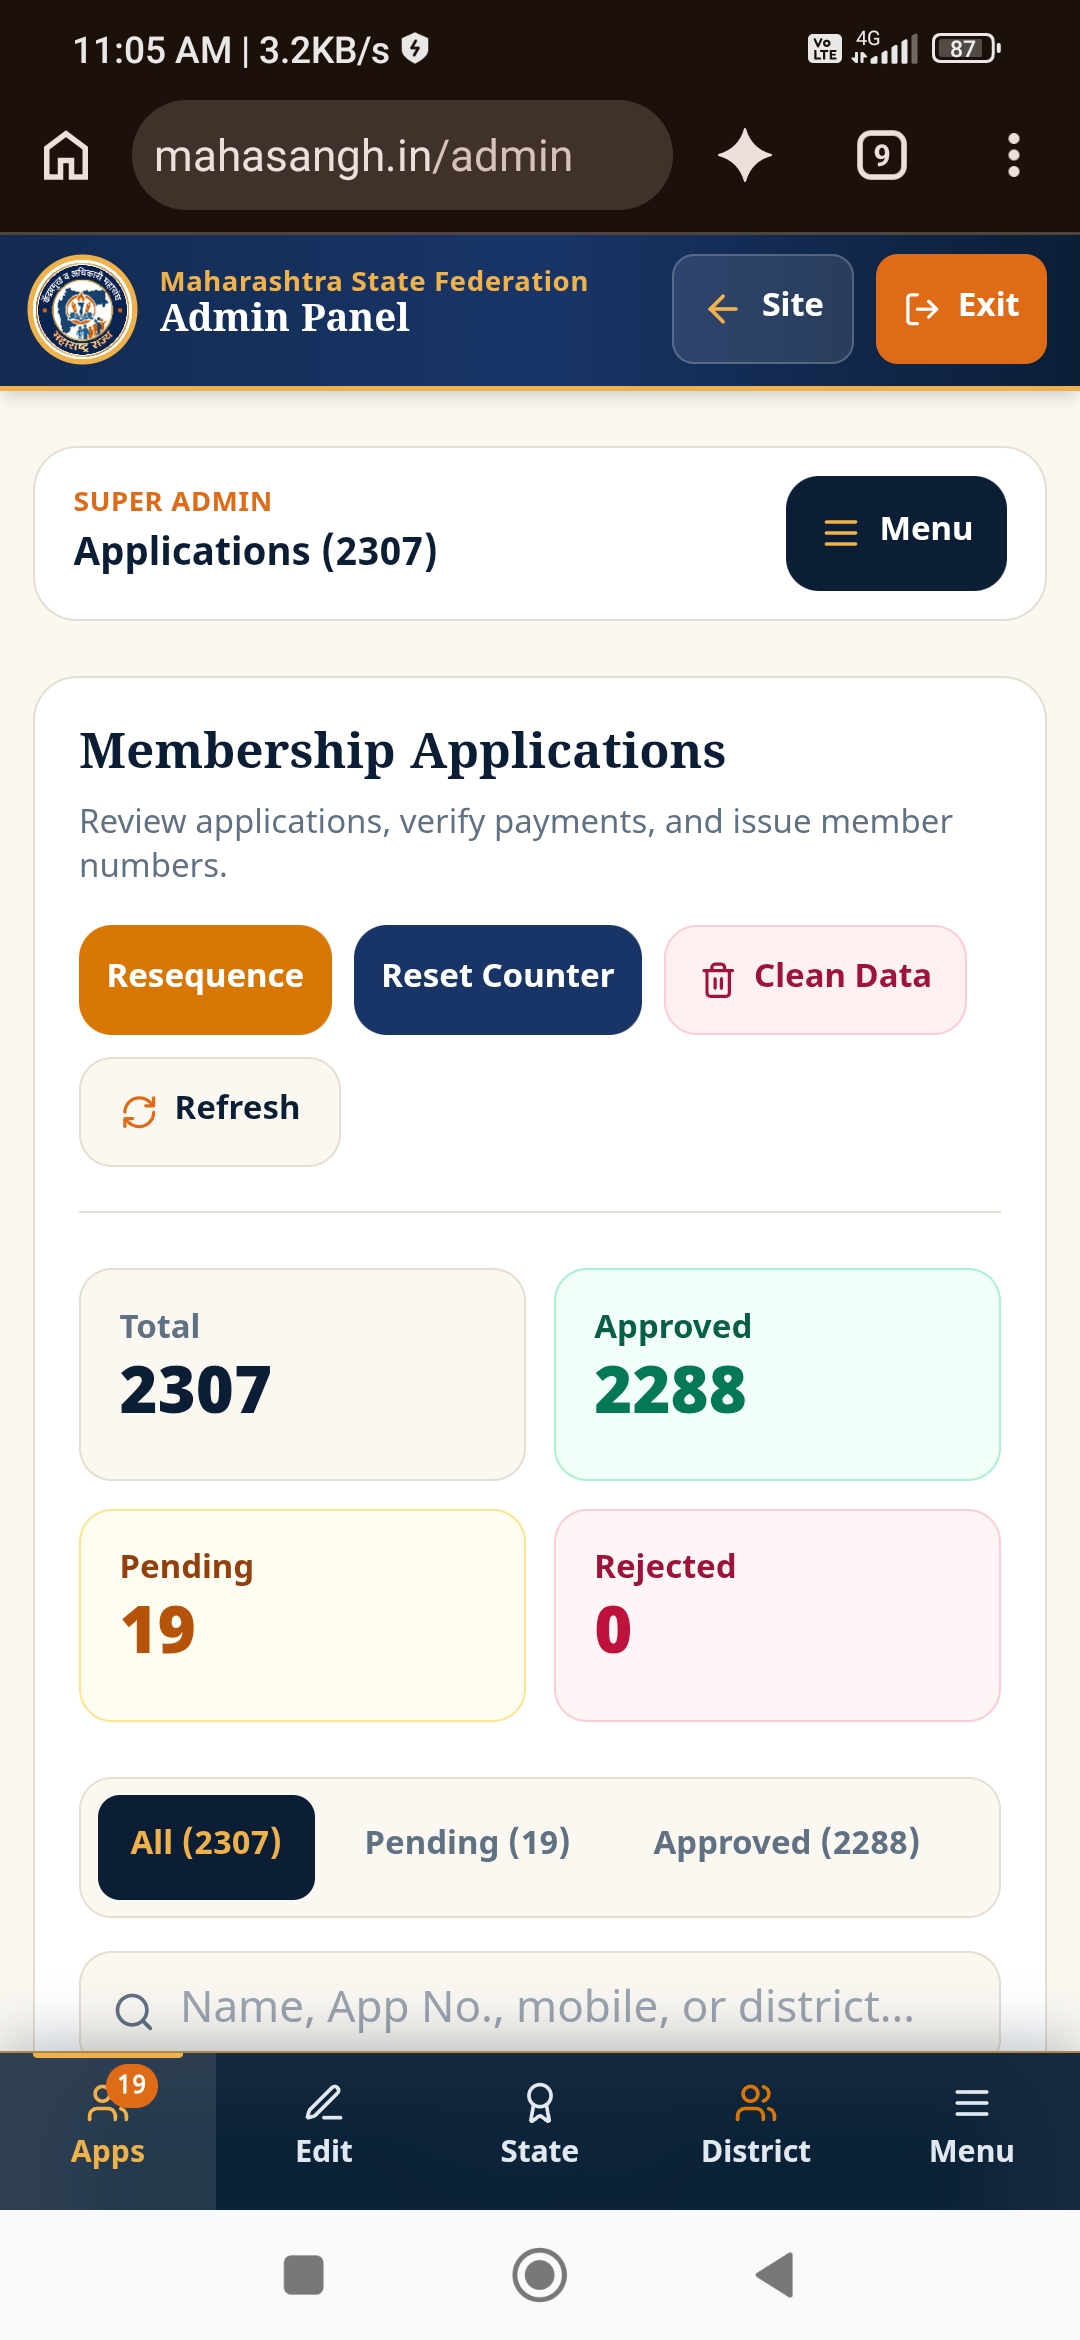 11:05 AM | 3.2KB/s
Vo LTE 4G 87
mahasangh.in/admin
9
Maharashtra State Federation
Admin Panel
Site
Exit
महाराष्ट्र राज्य
SUPER ADMIN
Applications (2307)
Menu
Membership Applications
Review applications, verify payments, and issue member
numbers.
Resequence
Reset Counter
Clean Data
Refresh
Total
2307
Approved
2288
Pending
19
Rejected
0
All (2307)
Pending (19)
Approved (2288)
Name, App No., mobile, or district...
19
Apps
Edit
State
District
Menu